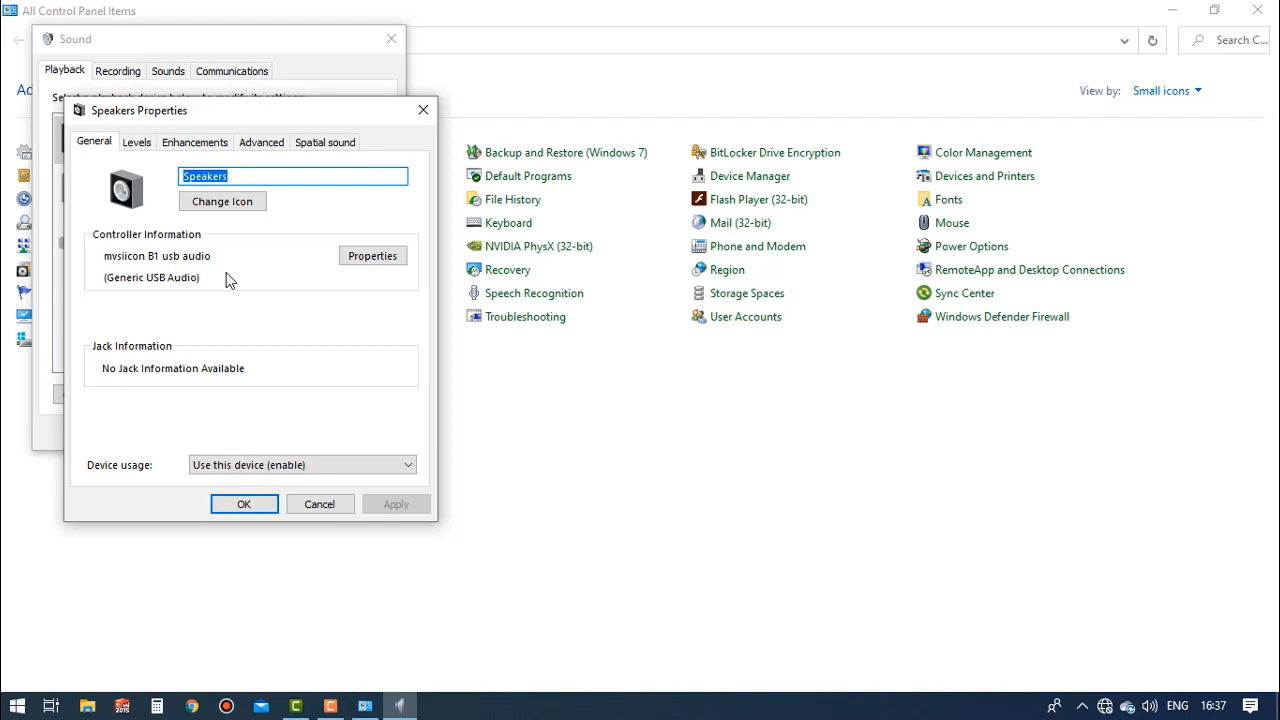 All Control Panel Items
Sound
Search C...
Playback
Recording
Sounds
Communications
View by:
Small icons
Speakers Properties
General
Levels
Enhancements
Advanced
Spatial sound
Speakers
Change Icon
Controller Information
mvsiicon B1 usb audio
Properties
(Generic USB Audio)
Jack Information
No Jack Information Available
Device usage:
Use this device (enable)
OK
Cancel
Apply
Backup and Restore (Windows 7)
BitLocker Drive Encryption
Color Management
Default Programs
Device Manager
Devices and Printers
File History
Flash Player (32-bit)
Fonts
Keyboard
Mail (32-bit)
Mouse
NVIDIA PhysX (32-bit)
Phone and Modem
Power Options
Recovery
Region
RemoteApp and Desktop Connections
Speech Recognition
Storage Spaces
Sync Center
Troubleshooting
User Accounts
Windows Defender Firewall
2015
ENG
16:37